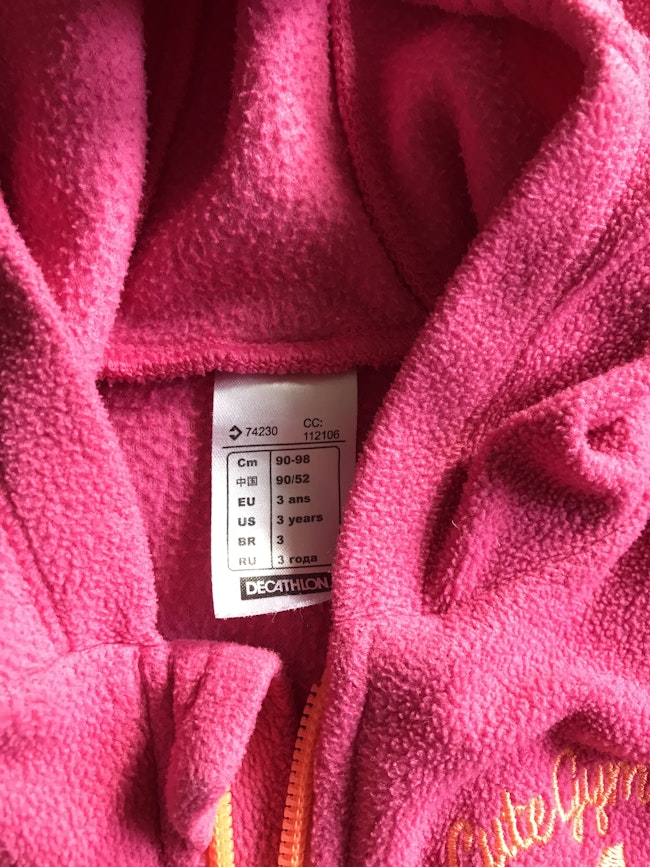 74230 CC:
112106
Cm 90-98
中国 90/52
EU 3 ans
US 3 years
BR 3
RU 3 года
DECATHLON
CuteGym